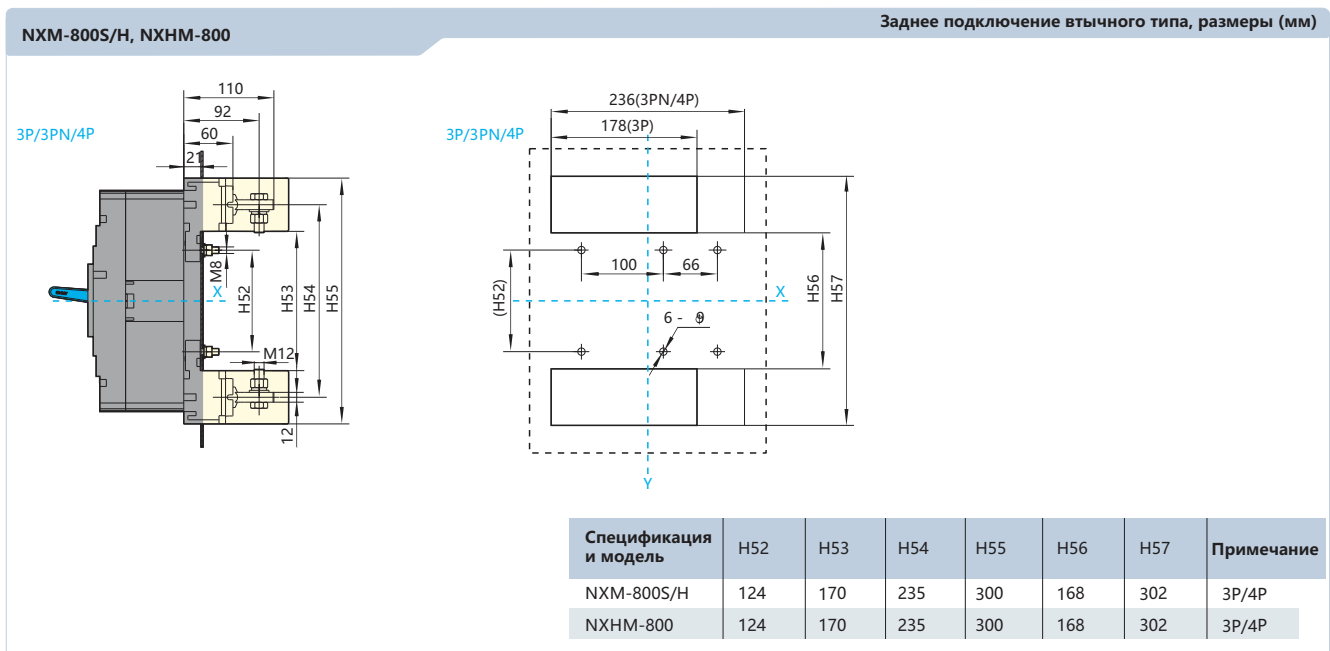 NXM-800S/H, NXHM-800
Заднее подключение втычного типа, размеры (мм)
3P/3PN/4P
110
92
60
21
M8
X
H52
H53
H54
H55
M12
12
3P/3PN/4P
236(3PN/4P)
178(3P)
100
66
(H52)
X
H56
H57
6 - ϕ9
Y
Спецификация и модель H52 H53 H54 H55 H56 H57 Примечание
NXM-800S/H 124 170 235 300 168 302 3P/4P
NXHM-800 124 170 235 300 168 302 3P/4P